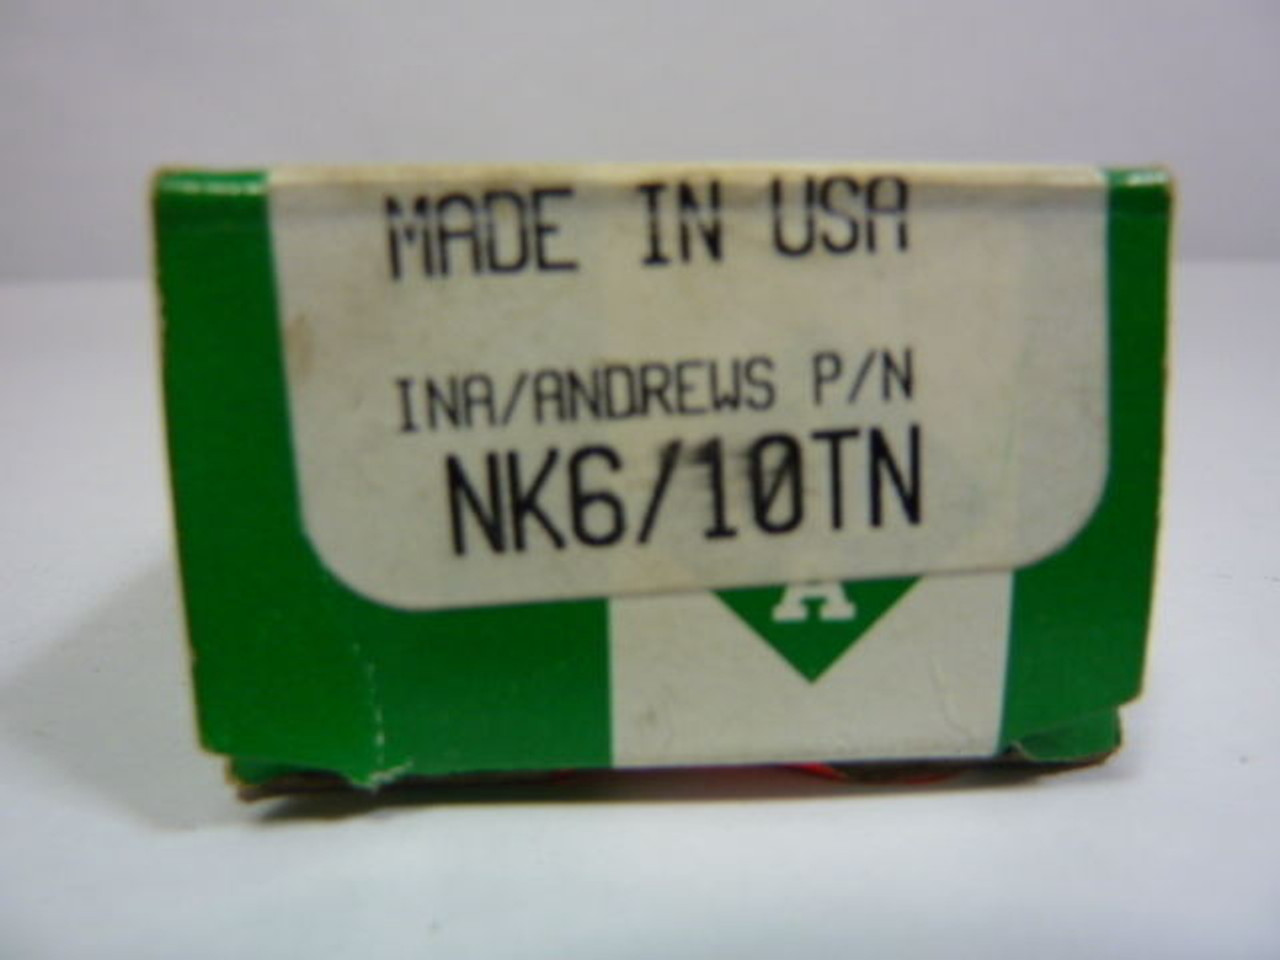 MADE IN USA
INA/ANDREWS P/N
NK6/10TN
A